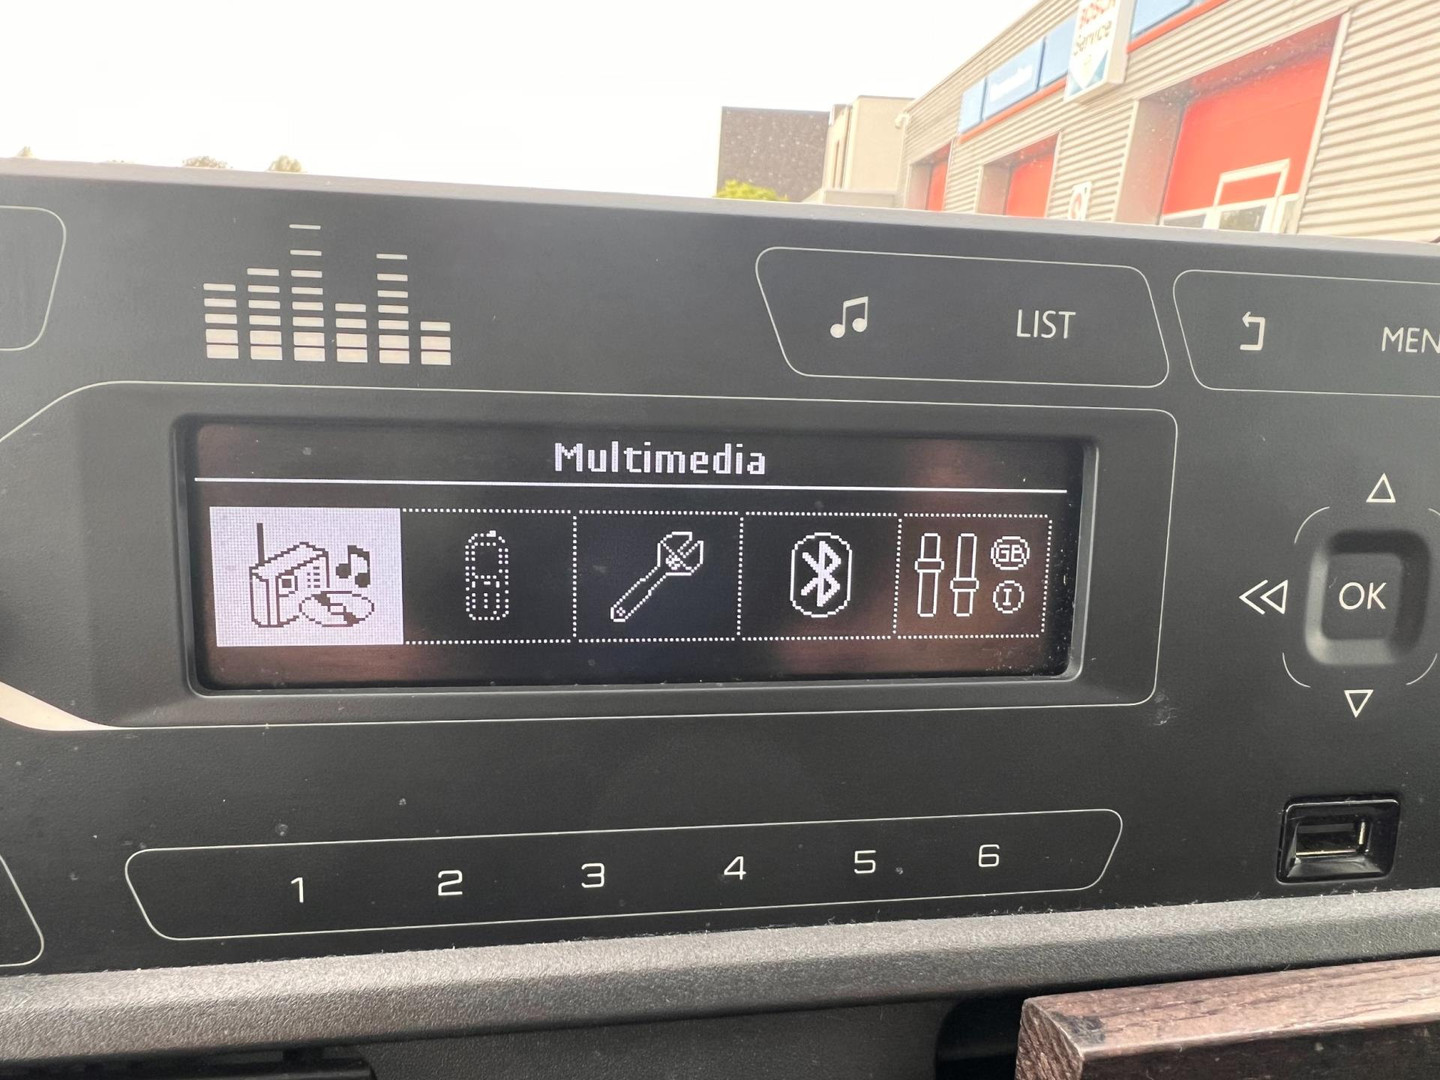 BOSCH
Service
LIST
MEN
Multimedia
GB
I
OK
1 2 3 4 5 6